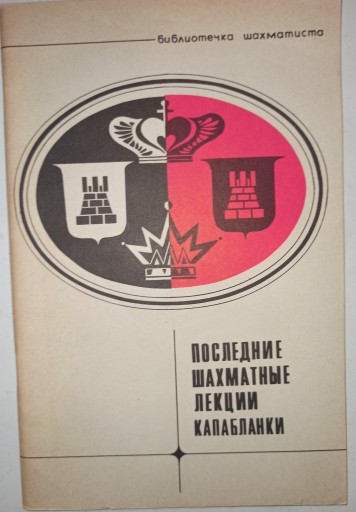 библиотечка шахматиста
ПОСЛЕДНИЕ
ШАХМАТНЫЕ
ЛЕКЦИИ
КАПАБЛАНКИ